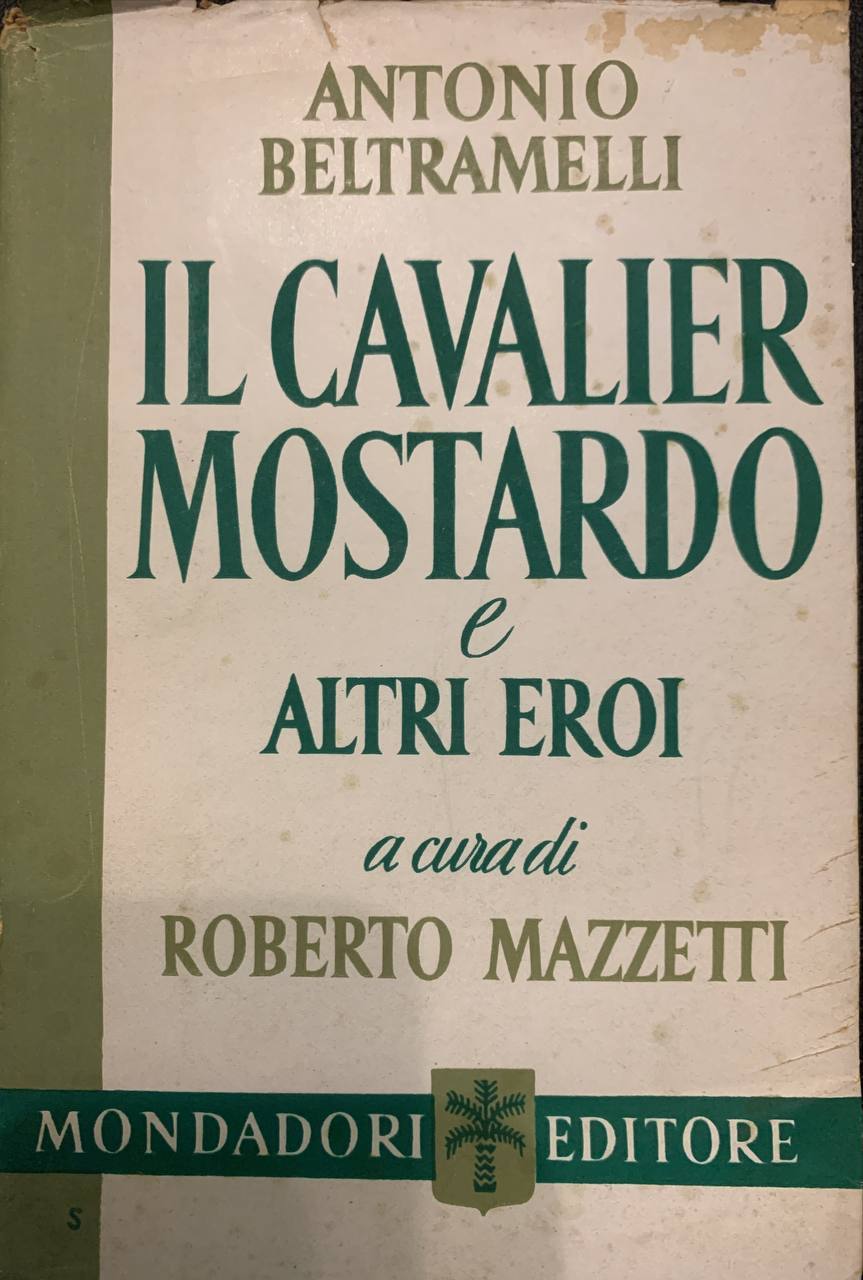 ANTONIO
BELTRAMELLI
IL CAVALIER
MOSTARDO
e
ALTRI EROI
a cura di
ROBERTO MAZZETTI
MONDADORI EDITORE
S